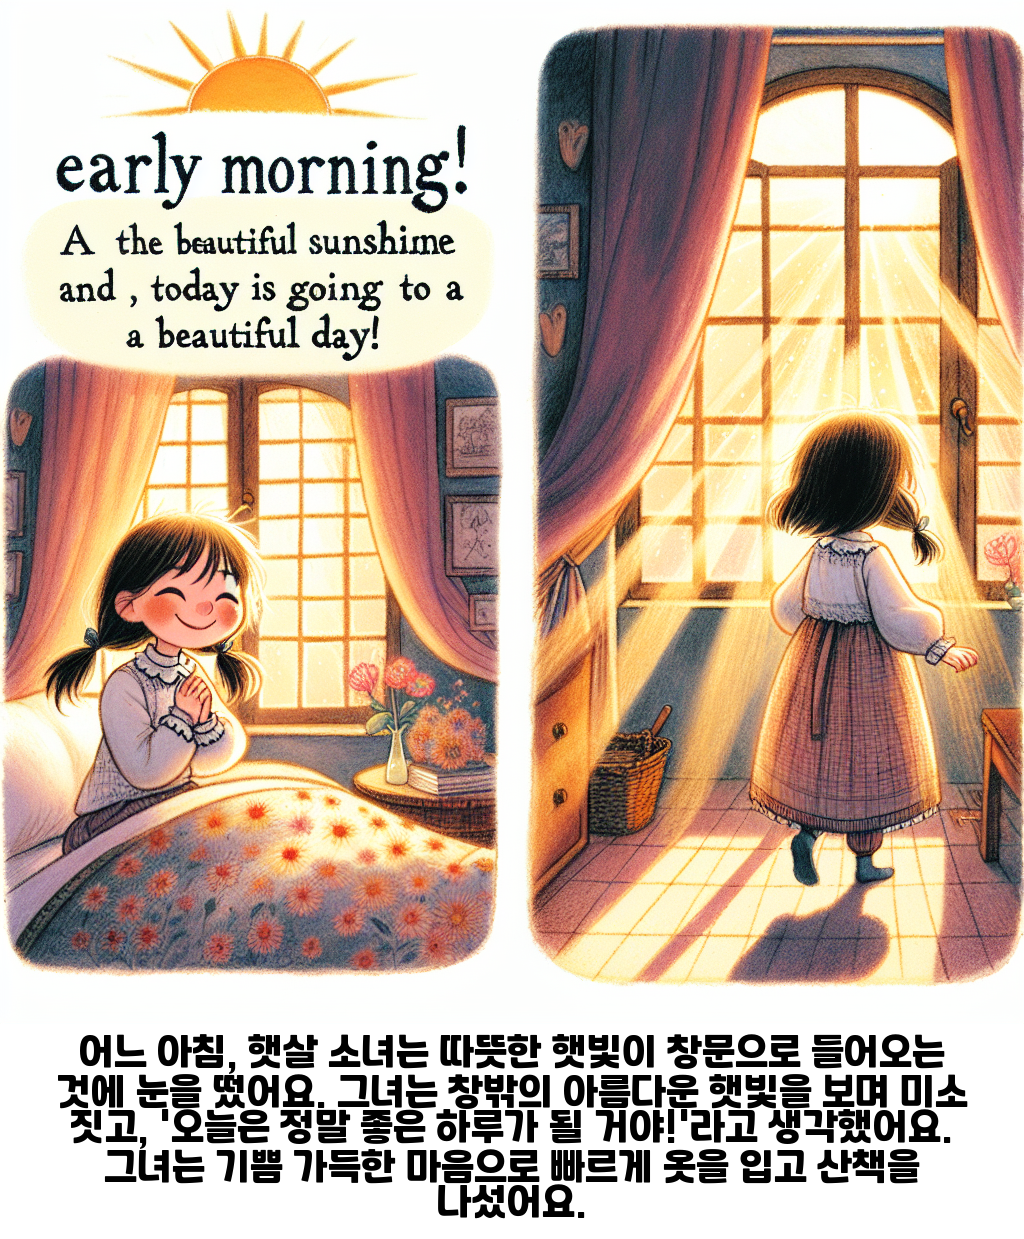 early morning!
A the beautiful sunshime
and , today is going to a
a beautiful day!
어느 아침, 햇살 소녀는 따뜻한 햇빛이 창문으로 들어오는
것에 눈을 떴어요. 그녀는 창밖의 아름다운 햇빛을 보며 미소
짓고, '오늘은 정말 좋은 하루가 될 거야!'라고 생각했어요.
그녀는 기쁨 가득한 마음으로 빠르게 옷을 입고 산책을
나섰어요.